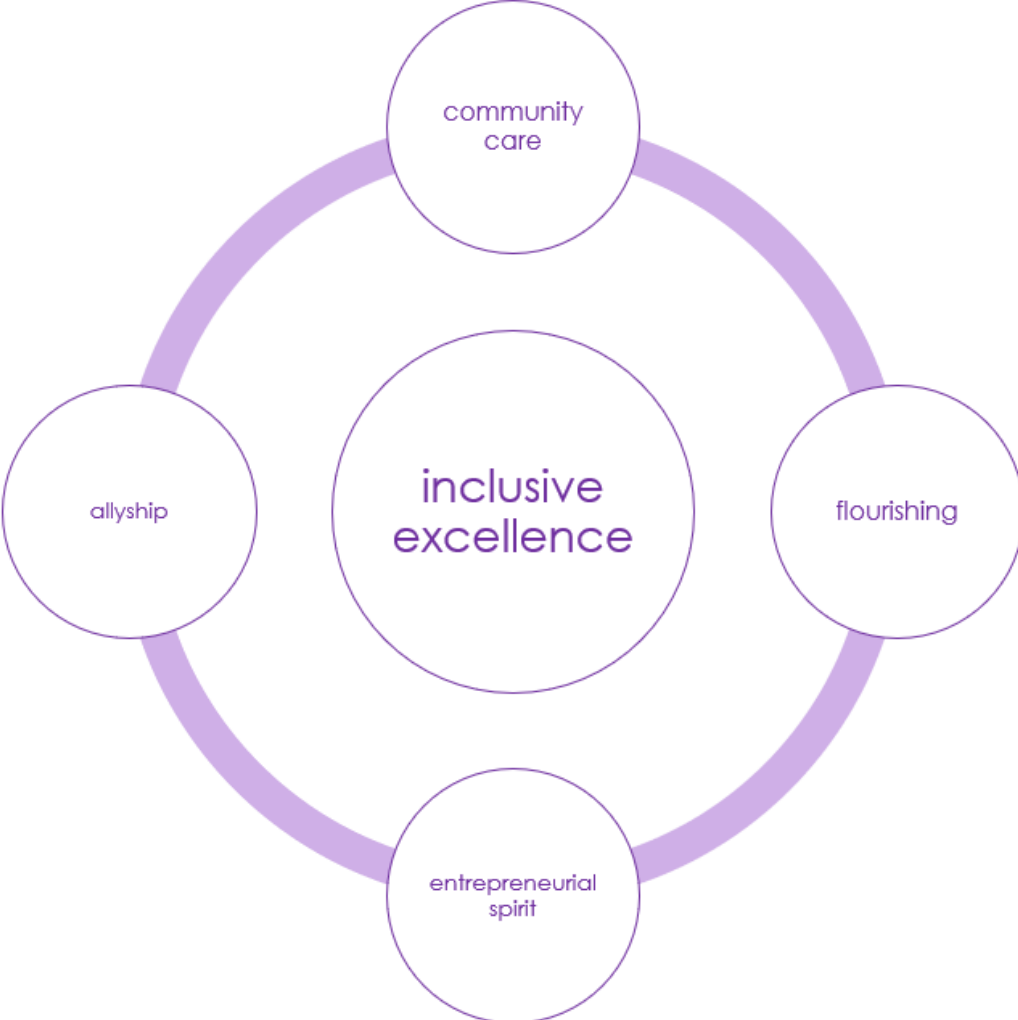 community
care
allyship
inclusive
excellence
flourishing
entrepreneurial
spirit